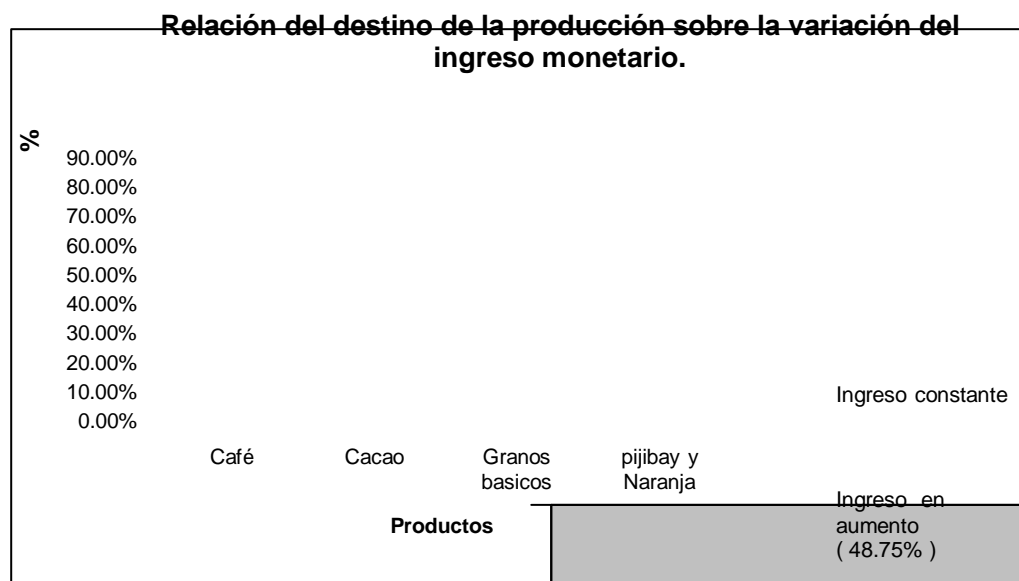 Relación del destino de la producción sobre la variación del
ingreso monetario.
%
90.00%
80.00%
70.00%
60.00%
50.00%
40.00%
30.00%
20.00%
10.00%
0.00%
Café
Cacao
Granos
basicos
pijibay y
Naranja
Productos
Ingreso constante
Ingreso en
aumento
( 48.75% )